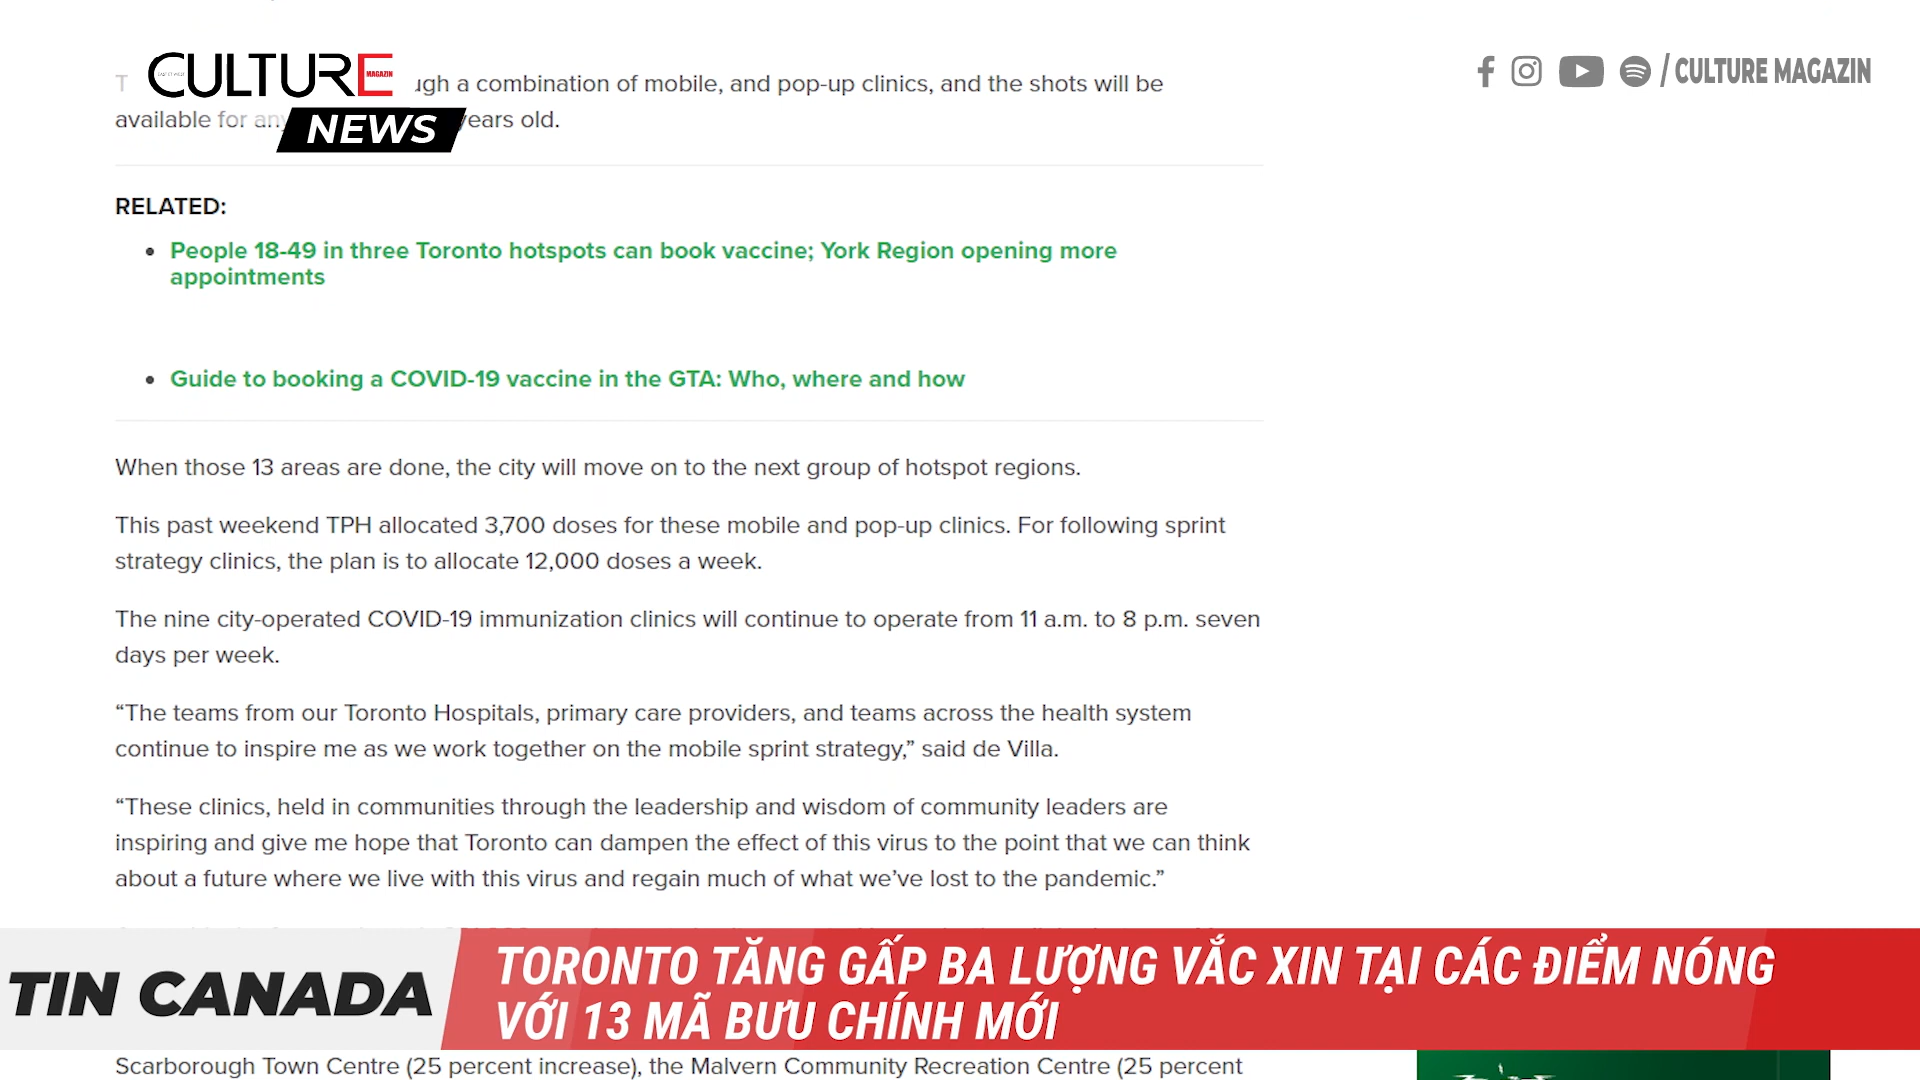 CULTURE MAGAZIN
NEWS
/ CULTURE MAGAZIN
T ugh a combination of mobile, and pop-up clinics, and the shots will be
available for any years old.
RELATED:
• People 18-49 in three Toronto hotspots can book vaccine; York Region opening more
appointments
• Guide to booking a COVID-19 vaccine in the GTA: Who, where and how
When those 13 areas are done, the city will move on to the next group of hotspot regions.
This past weekend TPH allocated 3,700 doses for these mobile and pop-up clinics. For following sprint
strategy clinics, the plan is to allocate 12,000 doses a week.
The nine city-operated COVID-19 immunization clinics will continue to operate from 11 a.m. to 8 p.m. seven
days per week.
“The teams from our Toronto Hospitals, primary care providers, and teams across the health system
continue to inspire me as we work together on the mobile sprint strategy,” said de Villa.
“These clinics, held in communities through the leadership and wisdom of community leaders are
inspiring and give me hope that Toronto can dampen the effect of this virus to the point that we can think
about a future where we live with this virus and regain much of what we’ve lost to the pandemic.”
TIN CANADA
TORONTO TĂNG GẤP BA LƯỢNG VẮC XIN TẠI CÁC ĐIỂM NÓNG
VỚI 13 MÃ BƯU CHÍNH MỚI
Scarborough Town Centre (25 percent increase), the Malvern Community Recreation Centre (25 percent